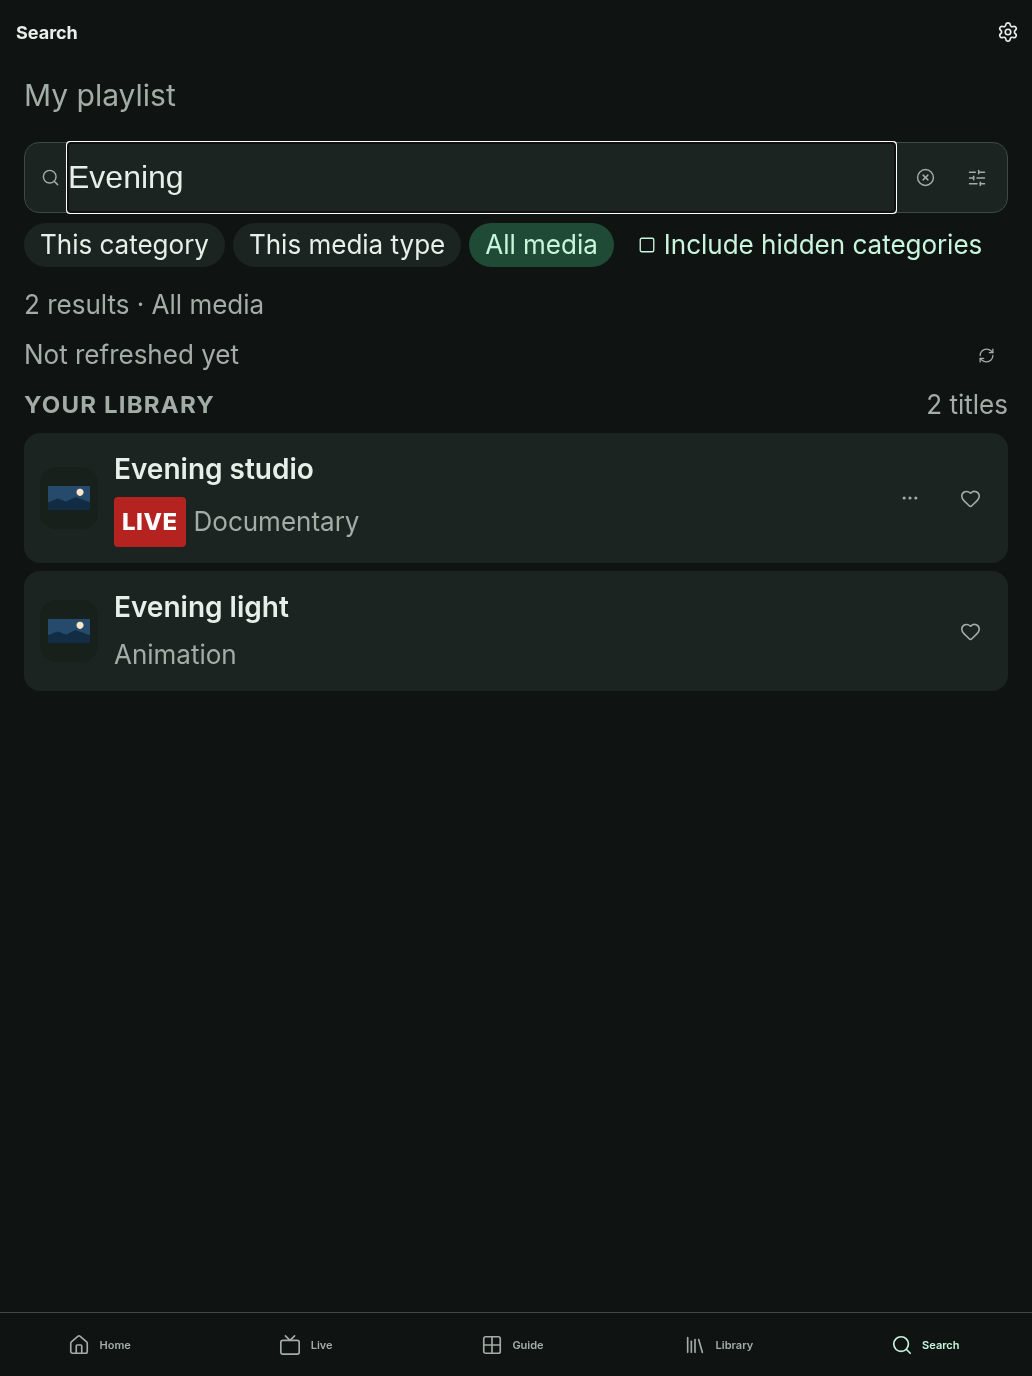 Search
My playlist
Evening
This category This media type All media Include hidden categories
2 results · All media
Not refreshed yet
YOUR LIBRARY 2 titles
Evening studio
LIVE Documentary
Evening light
Animation
Home Live Guide Library Search